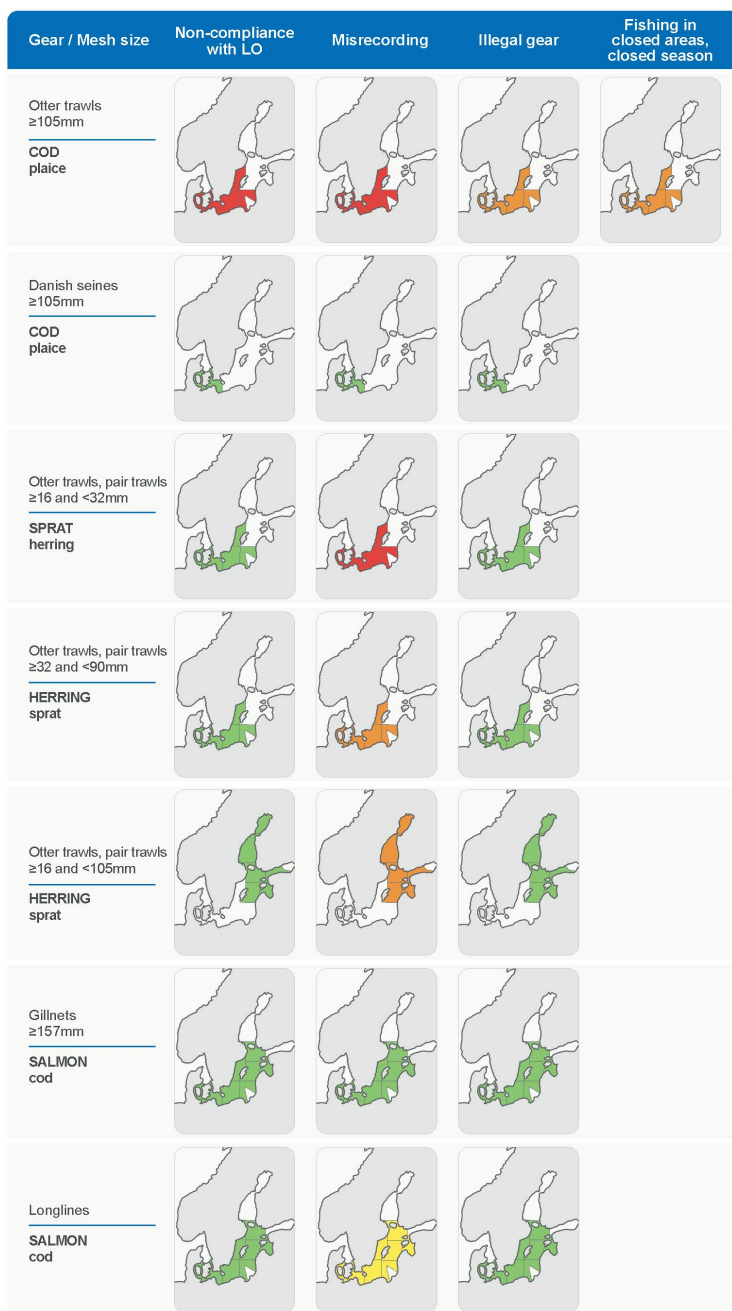 Gear / Mesh size
Non-compliance
with LO
Misrecording
Illegal gear
Fishing in
closed areas,
closed season
Otter trawls
≥105mm
COD
plaice
Danish seines
≥105mm
COD
plaice
Otter trawls, pair trawls
≥16 and <32mm
SPRAT
herring
Otter trawls, pair trawls
≥32 and <90mm
HERRING
sprat
Otter trawls, pair trawls
≥16 and <105mm
HERRING
sprat
Gillnets
≥157mm
SALMON
cod
Longlines
SALMON
cod